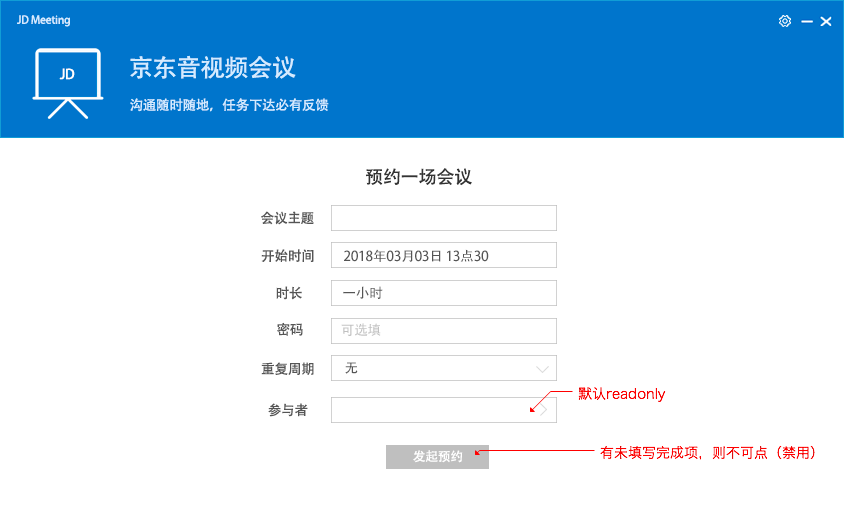 JD Meeting
JD
京东音视频会议
沟通随时随地，任务下达必有反馈
预约一场会议
会议主题
开始时间 2018年03月03日 13点30
时长 一小时
密码 可选填
重复周期 无
默认readonly
参与者
发起预约
有未填写完成项，则不可点（禁用）